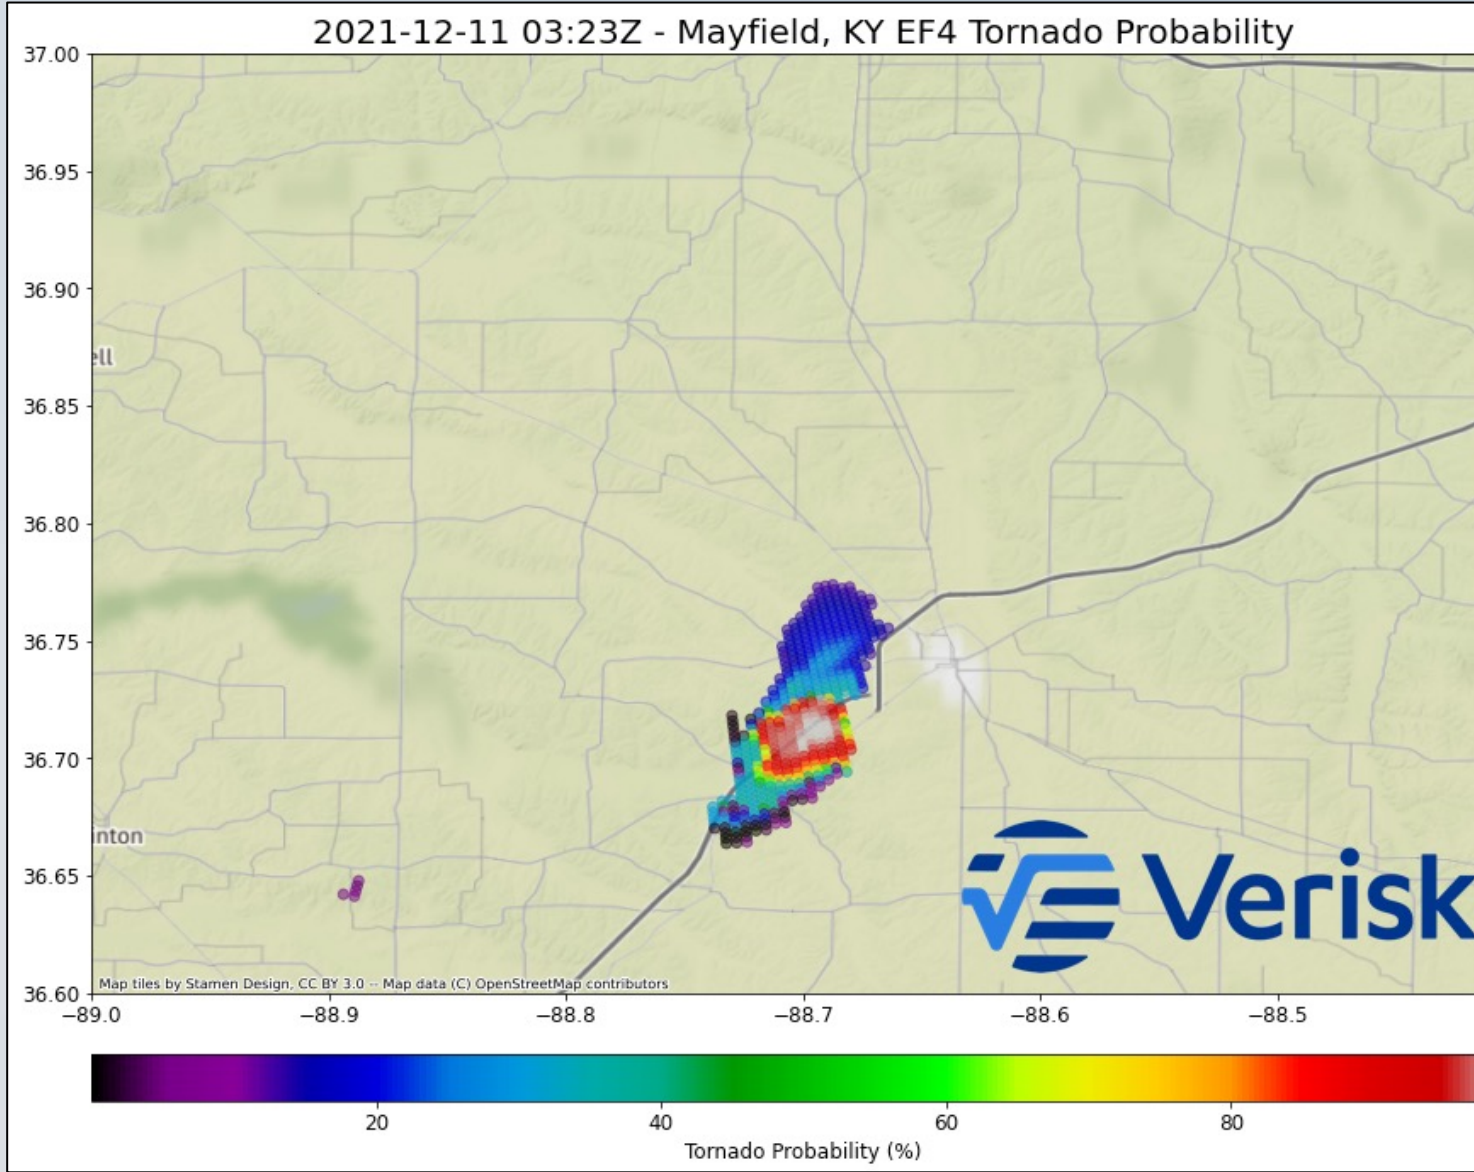 2021-12-11 03:23Z - Mayfield, KY EF4 Tornado Probability
37.00
36.95
36.90
ell
36.85
36.80
36.75
36.70
inton
36.65
Verisk
Map tiles by Stamen Design, CC BY 3.0 -- Map data (C) OpenStreetMap contributors
36.60
−89.0 −88.9 −88.8 −88.7 −88.6 −88.5
20 40 60 80
Tornado Probability (%)